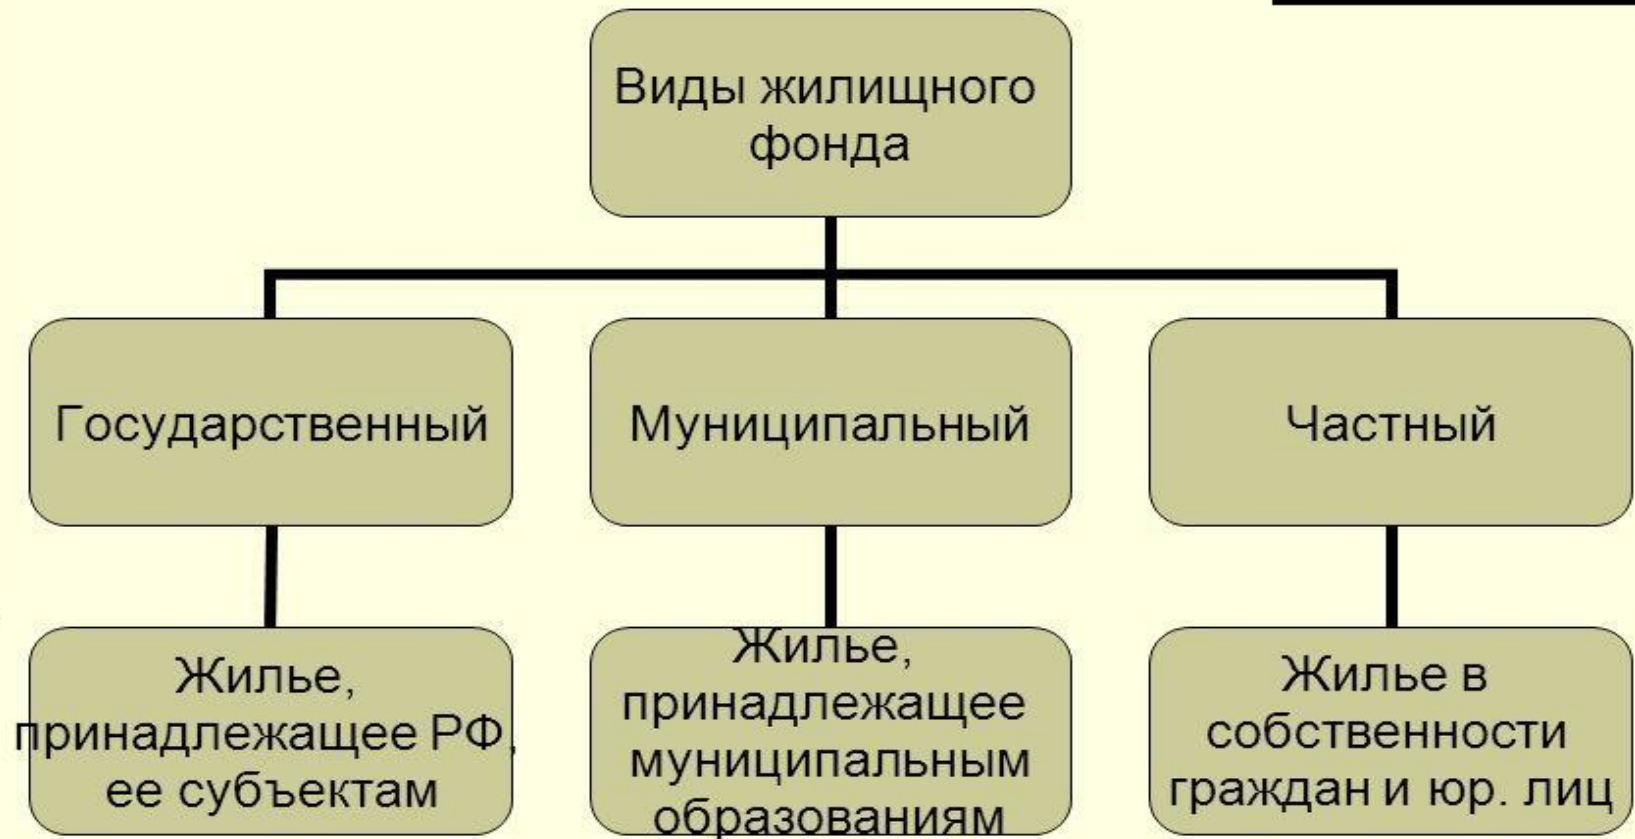 Виды жилищного
фонда
Государственный
Муниципальный
Частный
Жилье,
принадлежащее РФ,
ее субъектам
Жилье,
принадлежащее
муниципальным
образованиям
Жилье в
собственности
граждан и юр. лиц